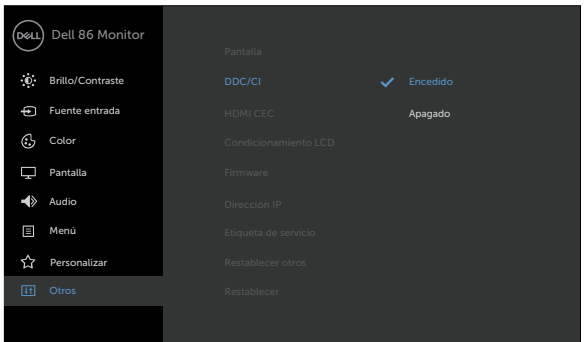 DELL Dell 86 Monitor
Brillo/Contraste
Fuente entrada
Color
Pantalla
Audio
Menú
Personalizar
Otros
Pantalla
DDC/CI
HDMI CEC
Condicionamiento LCD
Firmware
Dirección IP
Etiqueta de servicio
Restablecer otros
Restablecer
Encedido
Apagado